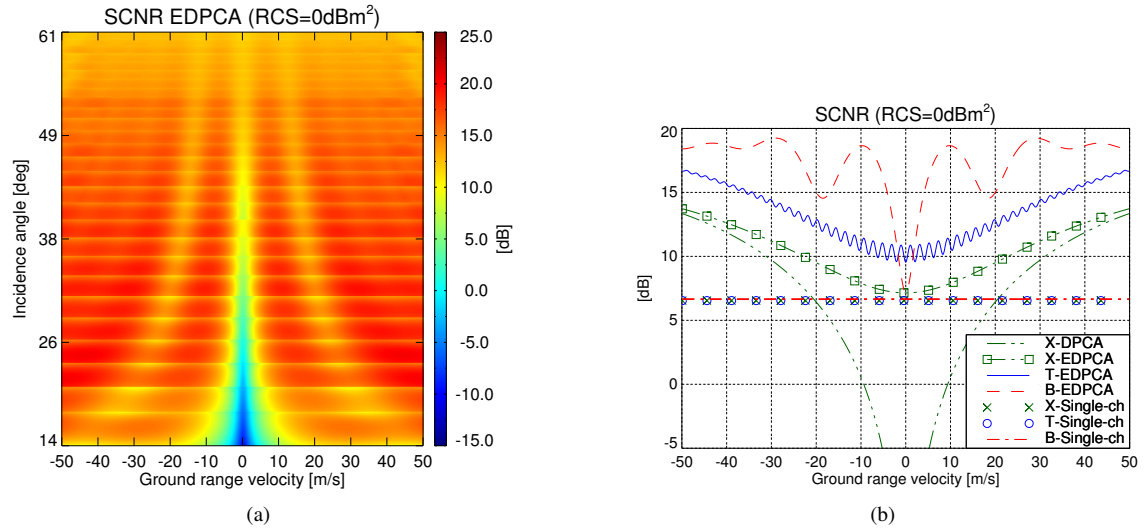 SCNR EDPCA (RCS=0dBm²)
61
49
38
26
14
Incidence angle [deg]
-50 -40 -30 -20 -10 0 10 20 30 40 50
Ground range velocity [m/s]
25.0
20.0
15.0
10.0
5.0
0.0
-5.0
-10.0
-15.0
[dB]
(a)
SCNR (RCS=0dBm²)
20
15
10
5
0
-5
[dB]
X-DPCA
X-EDPCA
T-EDPCA
B-EDPCA
X-Single-ch
T-Single-ch
B-Single-ch
-50 -40 -30 -20 -10 0 10 20 30 40 50
Ground range velocity [m/s]
(b)